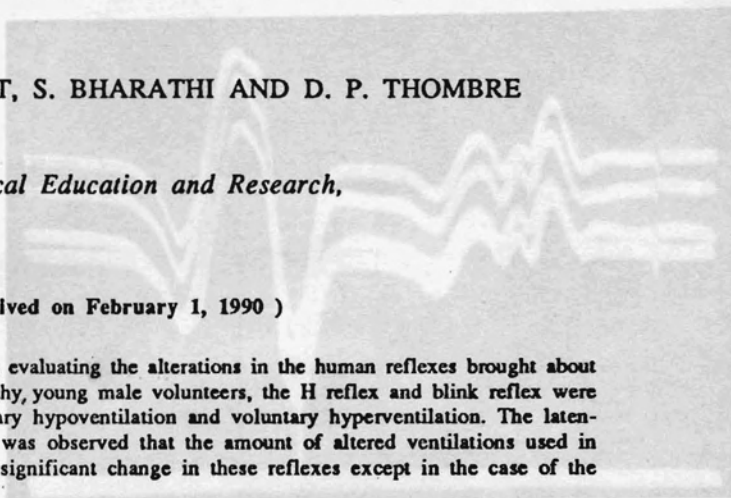 T, S. BHARATHI AND D. P. THOMBRE
cal Education and Research,
ived on February 1, 1990 )
evaluating the alterations in the human reflexes brought about
hy, young male volunteers, the H reflex and blink reflex were
ary hypoventilation and voluntary hyperventilation. The laten-
was observed that the amount of altered ventilations used in
significant change in these reflexes except in the case of the